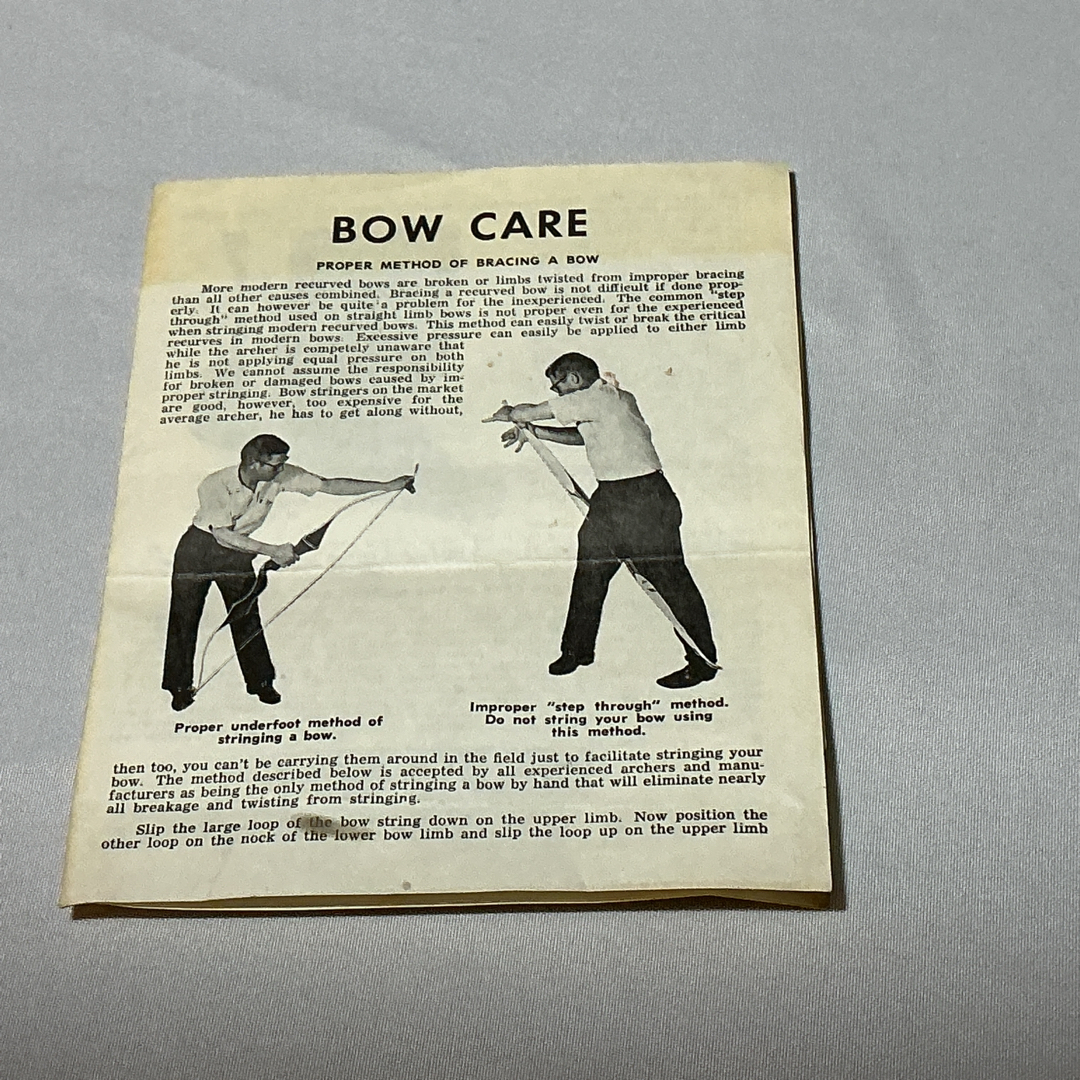 BOW CARE
PROPER METHOD OF BRACING A BOW
More modern recurved bows are broken or limbs twisted from improper bracing
than all other causes combined. Bracing a recurved bow is not difficult if done prop-
erly. It can however be quite a problem for the inexperienced. The common "step
through" method used on straight limb bows is not proper even for the experienced
when stringing modern recurved bows. This method can easily twist or break the critical
recurves in modern bows. Excessive pressure can easily be applied to either limb
while the archer is competely unaware that
he is not applying equal pressure on both
limbs. We cannot assume the responsibility
for broken or damaged bows caused by im-
proper stringing. Bow stringers on the market
are good, however, too expensive for the
average archer, he has to get along without,
Proper underfoot method of
stringing a bow.
Improper "step through" method.
Do not string your bow using
this method.
then too, you can't be carrying them around in the field just to facilitate stringing your
bow. The method described below is accepted by all experienced archers and manu-
facturers as being the only method of stringing a bow by hand that will eliminate nearly
all breakage and twisting from stringing.
Slip the large loop of the bow string down on the upper limb. Now position the
other loop on the nock of the lower bow limb and slip the loop up on the upper limb